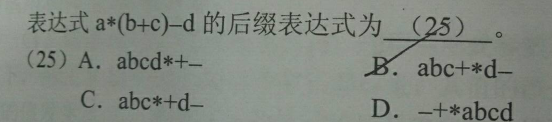 表达式 a*(b+c)–d 的后缀表达式为 （25） 。
（25）A．abcd*+– B．abc+*d–
C．abc*+d– D．–+*abcd